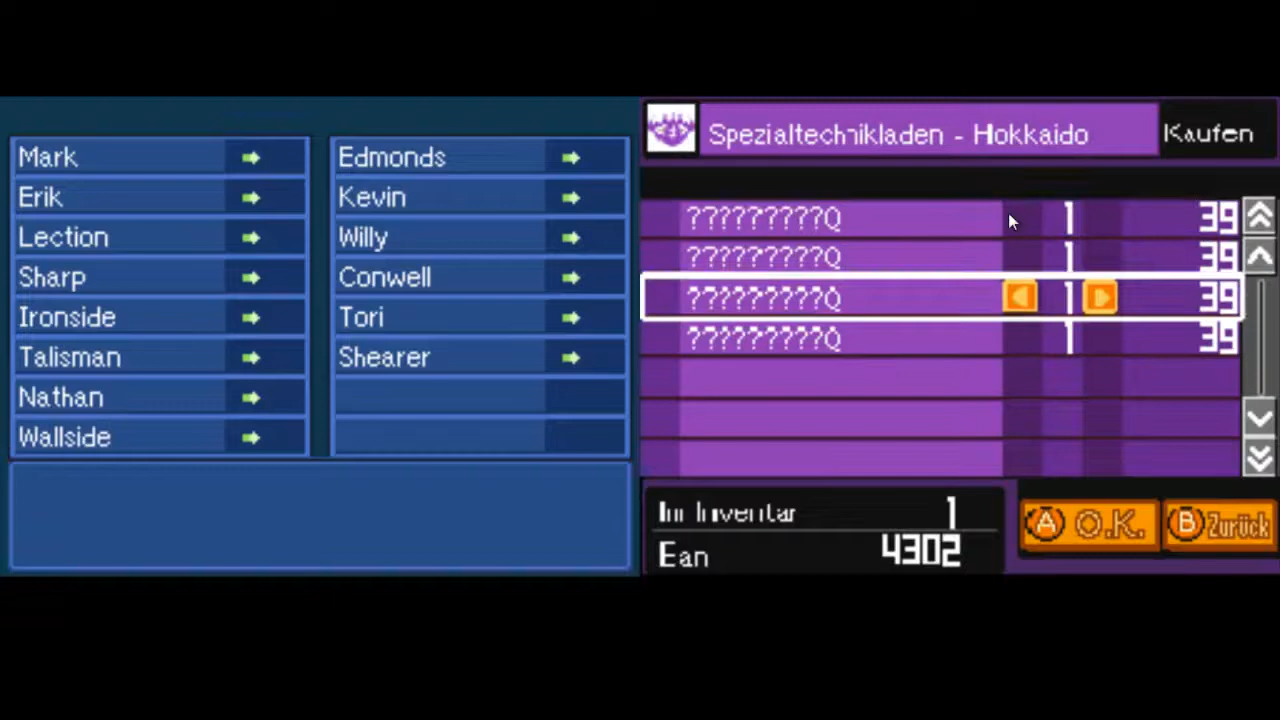 Mark
Erik
Lection
Sharp
Ironside
Talisman
Nathan
Wallside
Edmonds
Kevin
Willy
Conwell
Tori
Shearer
Spezialtechnikladen - Hokkaido
Kaufen
?????????Q 1 39
?????????Q 1 39
?????????Q 1 39
?????????Q 1 39
Im Inventar 1
Ean 4302
A O.K.
B Zurück